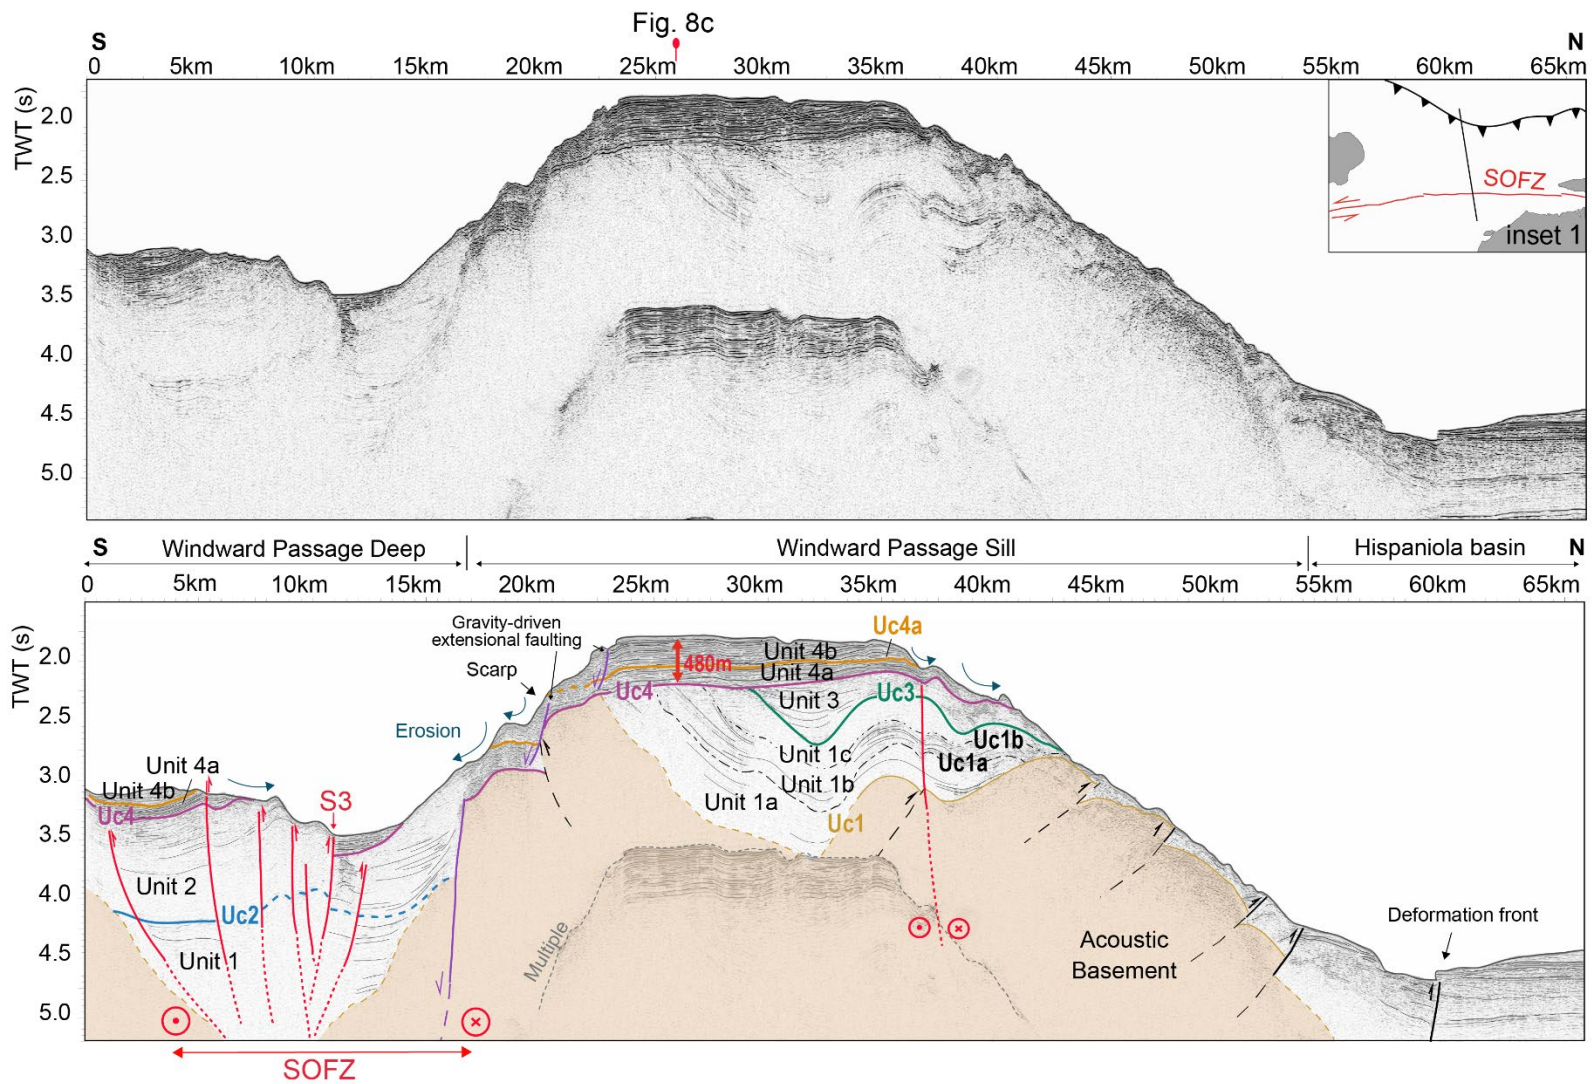 Fig. 8c
S
N
0 5km 10km 15km 20km 25km 30km 35km 40km 45km 50km 55km 60km 65km
TWT (s)
2.0
2.5
3.0
3.5
4.0
4.5
5.0
SOFZ
inset 1
S Windward Passage Deep Windward Passage Sill Hispaniola basin N
0 5km 10km 15km 20km 25km 30km 35km 40km 45km 50km 55km 60km 65km
TWT (s)
2.0
2.5
3.0
3.5
4.0
4.5
5.0
Gravity-driven
extensional faulting
Scarp
Erosion
Uc4a
480m
Unit 4b
Unit 4a
Uc4
Unit 3
Uc3
Unit 1c
Uc1b
Uc1a
Unit 1b
Unit 1a
Uc1
Unit 4a
Unit 4b
Uc4
S3
Unit 2
Uc2
Unit 1
Multiple
Acoustic
Basement
Deformation front
SOFZ